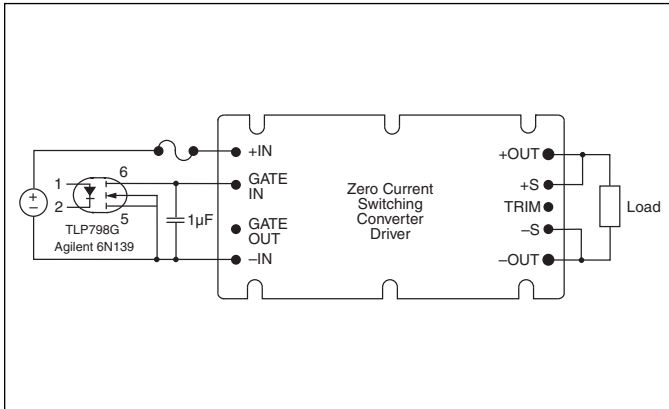 +IN
GATE
IN
GATE
OUT
–IN
1
2
6
5
TLP798G
Agilent 6N139
1µF
+
–
Zero Current
Switching
Converter
Driver
+OUT
+S
TRIM
–S
–OUT
Load